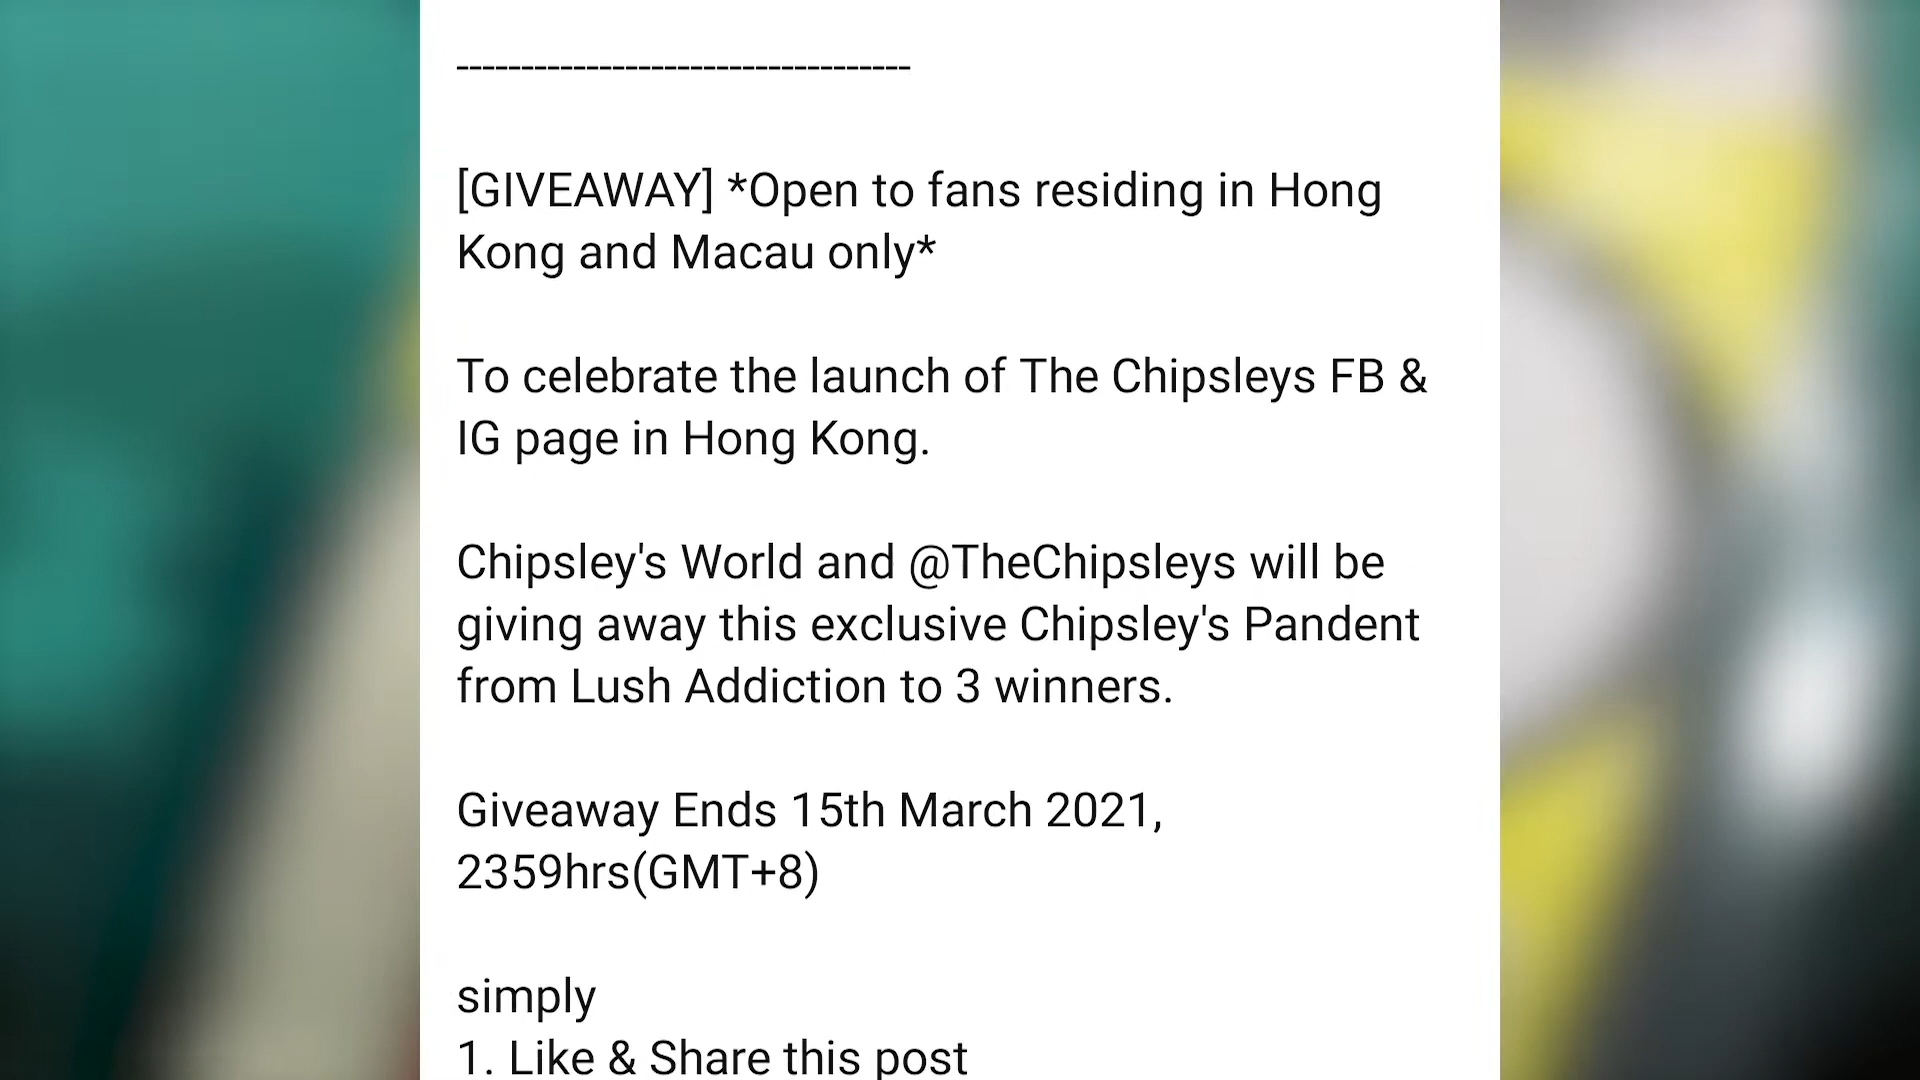 -----------------------------------
[GIVEAWAY] *Open to fans residing in Hong
Kong and Macau only*
To celebrate the launch of The Chipsleys FB &
IG page in Hong Kong.
Chipsley's World and @TheChipsleys will be
giving away this exclusive Chipsley's Pandent
from Lush Addiction to 3 winners.
Giveaway Ends 15th March 2021,
2359hrs(GMT+8)
simply
1. Like & Share this post